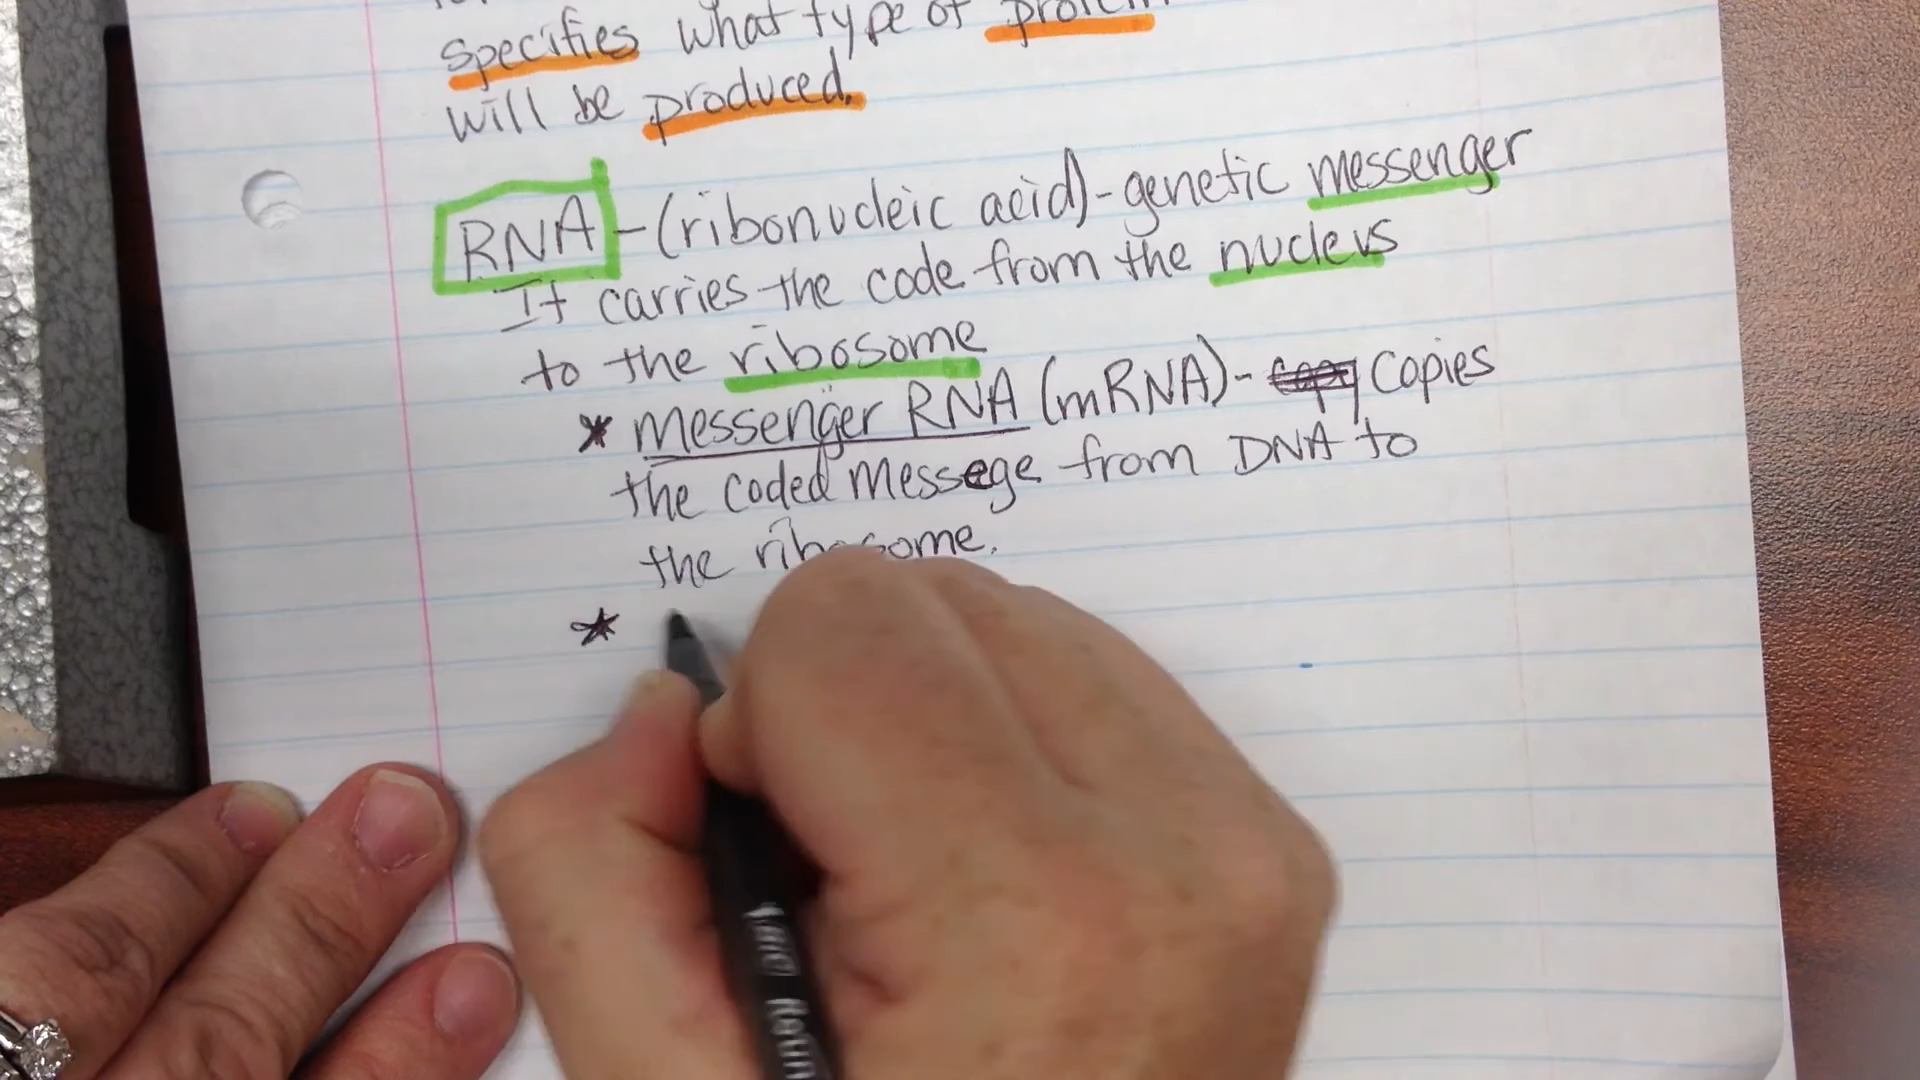 specifies what type of protein
will be produced.
RNA-(ribonucleic acid)-genetic messenger
It carries the code from the nucleus
to the ribosome
* messenger RNA (mRNA)- copy copies
the coded messege from DNA to
the ribosome.
*